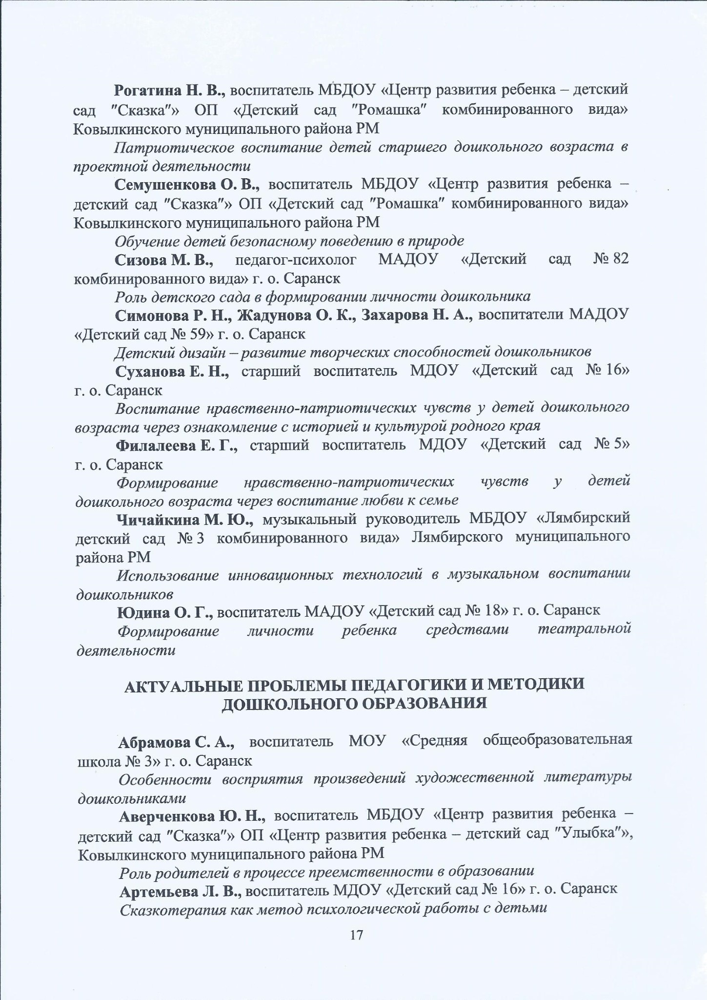 Рогатина Н. В., воспитатель МБДОУ «Центр развития ребенка – детский
сад "Сказка"» ОП «Детский сад "Ромашка" комбинированного вида»
Ковылкинского муниципального района РМ
Патриотическое воспитание детей старшего дошкольного возраста в
проектной деятельности
Семушенкова О. В., воспитатель МБДОУ «Центр развития ребенка –
детский сад "Сказка"» ОП «Детский сад "Ромашка" комбинированного вида»
Ковылкинского муниципального района РМ
Обучение детей безопасному поведению в природе
Сизова М. В., педагог-психолог МАДОУ «Детский сад № 82
комбинированного вида» г. о. Саранск
Роль детского сада в формировании личности дошкольника
Симонова Р. Н., Жадунова О. К., Захарова Н. А., воспитатели МАДОУ
«Детский сад № 59» г. о. Саранск
Детский дизайн – развитие творческих способностей дошкольников
Суханова Е. Н., старший воспитатель МДОУ «Детский сад № 16»
г. о. Саранск
Воспитание нравственно-патриотических чувств у детей дошкольного
возраста через ознакомление с историей и культурой родного края
Филалеева Е. Г., старший воспитатель МДОУ «Детский сад № 5»
г. о. Саранск
Формирование нравственно-патриотических чувств у детей
дошкольного возраста через воспитание любви к семье
Чичайкина М. Ю., музыкальный руководитель МБДОУ «Лямбирский
детский сад № 3 комбинированного вида» Лямбирского муниципального
района РМ
Использование инновационных технологий в музыкальном воспитании
дошкольников
Юдина О. Г., воспитатель МАДОУ «Детский сад № 18» г. о. Саранск
Формирование личности ребенка средствами театральной
деятельности
АКТУАЛЬНЫЕ ПРОБЛЕМЫ ПЕДАГОГИКИ И МЕТОДИКИ
ДОШКОЛЬНОГО ОБРАЗОВАНИЯ
Абрамова С. А., воспитатель МОУ «Средняя общеобразовательная
школа № 3» г. о. Саранск
Особенности восприятия произведений художественной литературы
дошкольниками
Аверченкова Ю. Н., воспитатель МБДОУ «Центр развития ребенка –
детский сад "Сказка"» ОП «Центр развития ребенка – детский сад "Улыбка"»,
Ковылкинского муниципального района РМ
Роль родителей в процессе преемственности в образовании
Артемьева Л. В., воспитатель МДОУ «Детский сад № 16» г. о. Саранск
Сказкотерапия как метод психологической работы с детьми
17